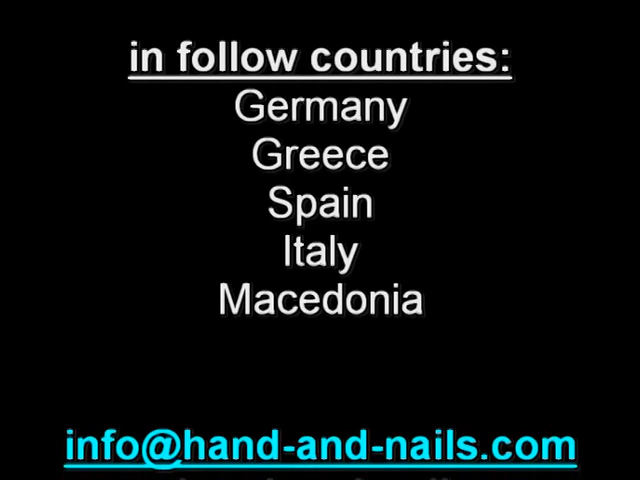 in follow countries:
Germany
Greece
Spain
Italy
Macedonia
info@hand-and-nails.com